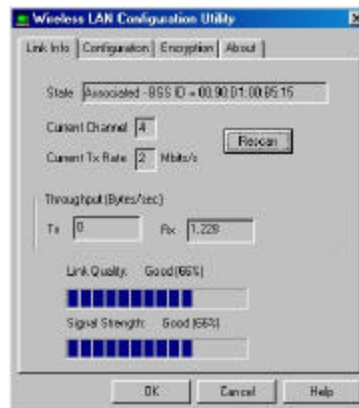 Wireless LAN Configuration Utility
Link Info Configuration Encryption About
State Associated - BSS ID = 00:90:D1:00:B5:15
Current Channel 4
Rescan
Current Tx Rate 2 Mbits/s
Throughput (Bytes/sec)
Tx 0 Rx 1,228
Link Quality: Good (66%)
Signal Strength: Good (66%)
OK Cancel Help